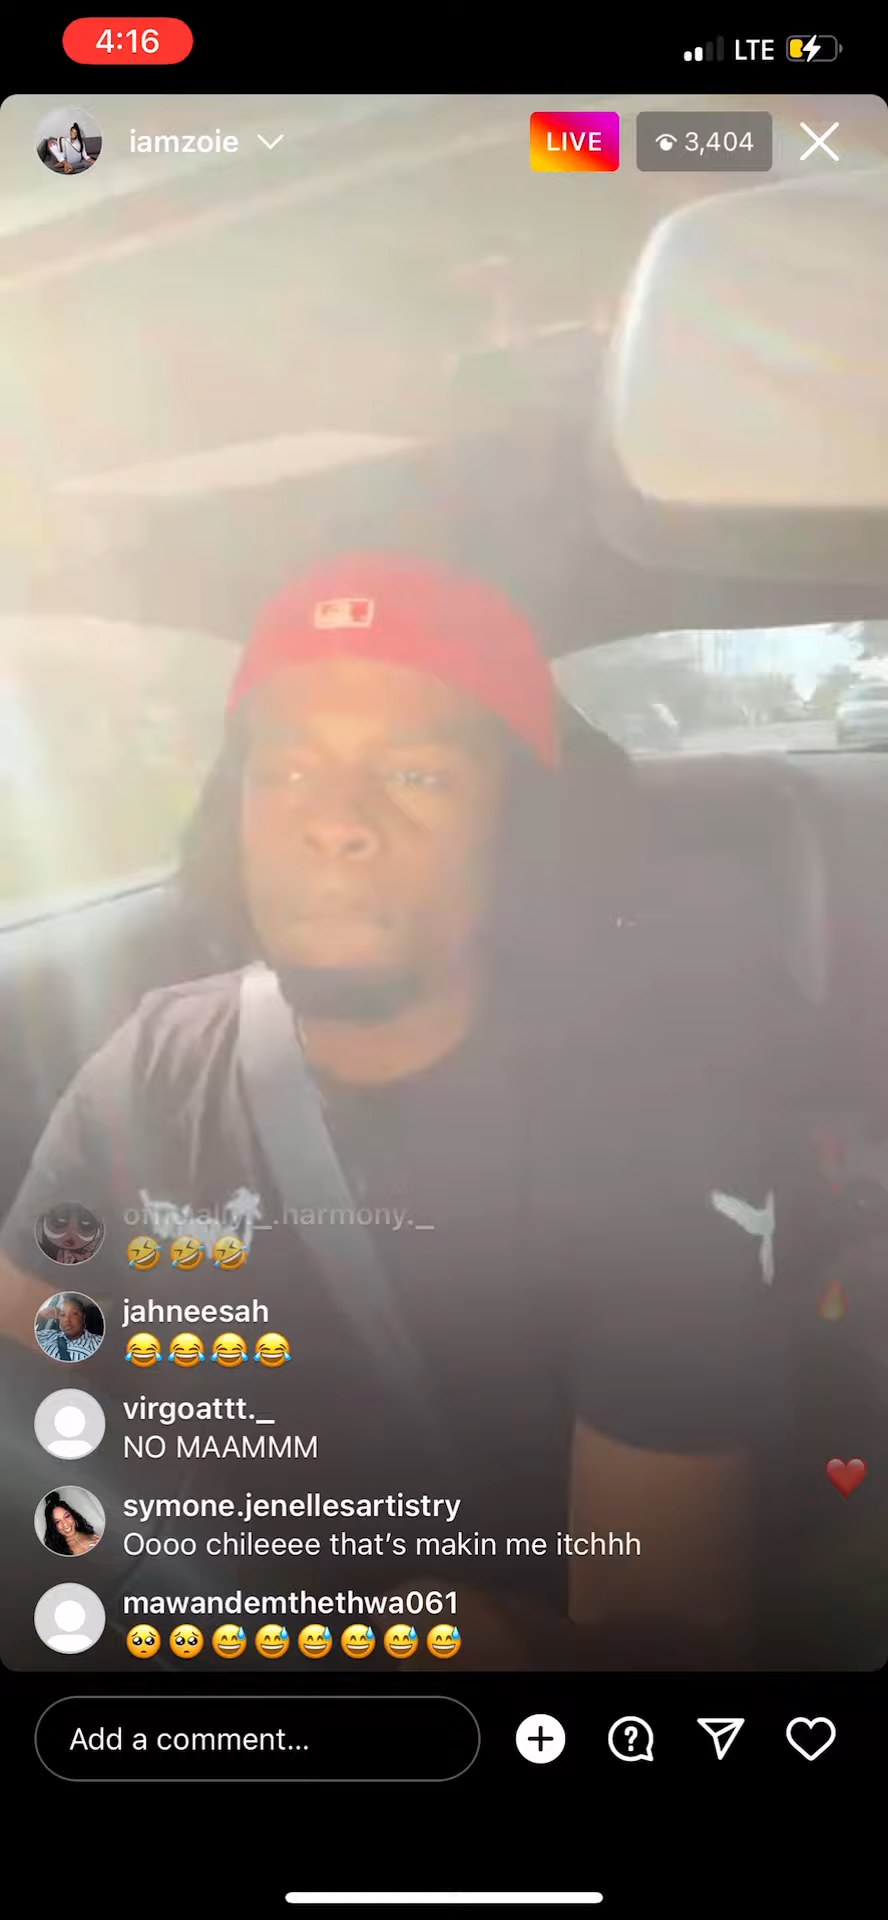 4:16
LTE
iamzoie
LIVE
3,404
officially._.harmony._
🤣🤣🤣
jahneesah
😂😂😂😂
virgoattt._
NO MAAMMM
symone.jenellesartistry
Oooo chileeee that's makin me itchhh
mawandemthethwa061
🥺🥺😅😅😅😅😅😅
Add a comment...